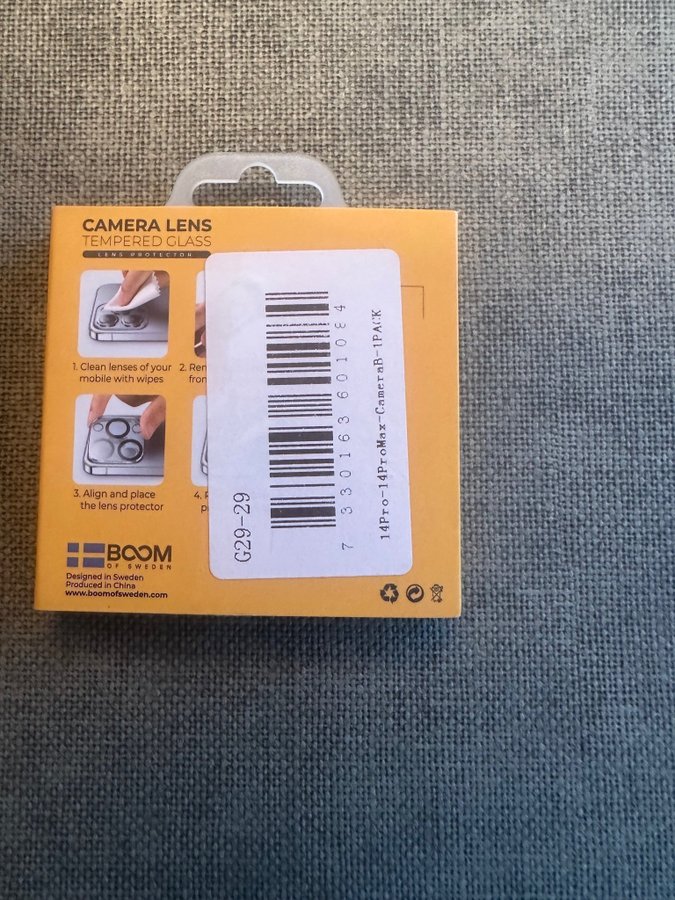 CAMERA LENS
TEMPERED GLASS
LENS PROTECTOR
1. Clean lenses of your
mobile with wipes
2. Ren
from
3. Align and place
the lens protector
4.
BOOM
OF SWEDEN
Designed in Sweden
Produced in China
www.boomofsweden.com
G29-29
7 330163 601084
14Pro-14ProMax-CameraB-1PACK